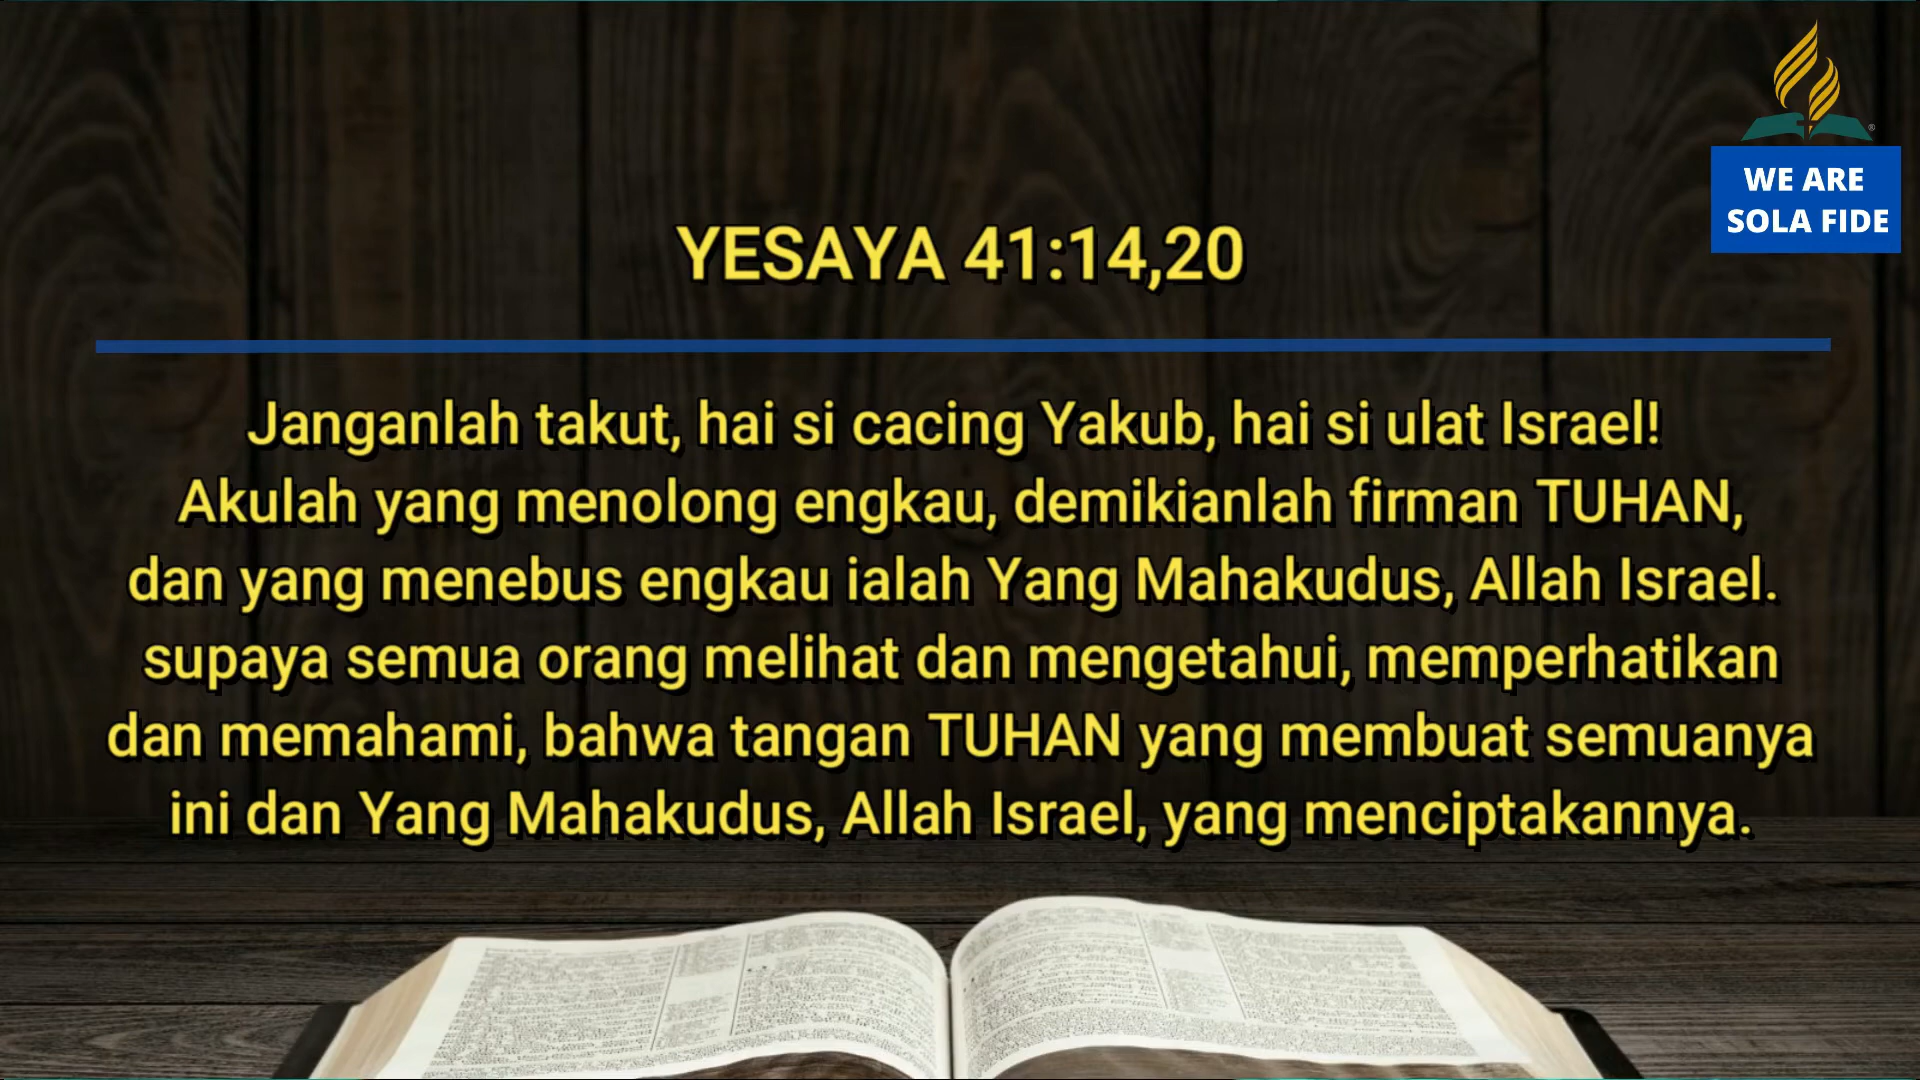 WE ARE
SOLA FIDE
YESAYA 41:14,20
Janganlah takut, hai si cacing Yakub, hai si ulat Israel!
Akulah yang menolong engkau, demikianlah firman TUHAN,
dan yang menebus engkau ialah Yang Mahakudus, Allah Israel.
supaya semua orang melihat dan mengetahui, memperhatikan
dan memahami, bahwa tangan TUHAN yang membuat semuanya
ini dan Yang Mahakudus, Allah Israel, yang menciptakannya.